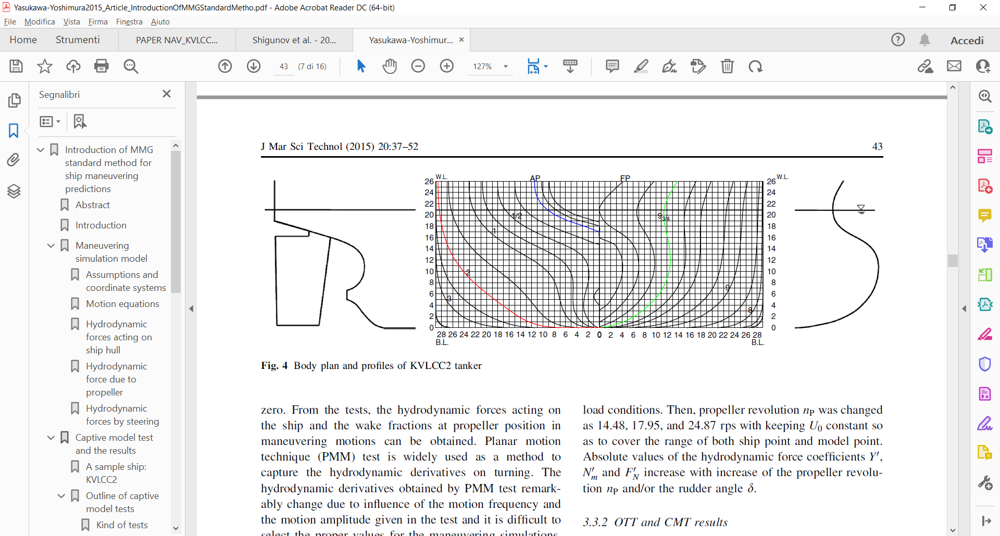 Yasukawa-Yoshimura2015_Article_IntroductionOfMMGStandardMetho.pdf - Adobe Acrobat Reader DC (64-bit)
File Modifica Vista Firma Finestra Aiuto
Home Strumenti PAPER NAV_KVLCC... Shigunov et al. - 20... Yasukawa-Yoshimur... × Accedi
43 (7 di 16) 127%
Segnalibri
Introduction of MMG
standard method for
ship maneuvering
predictions
Abstract
Introduction
Maneuvering
simulation model
Assumptions and
coordinate systems
Motion equations
Hydrodynamic
forces acting on
ship hull
Hydrodynamic
force due to
propeller
Hydrodynamic
forces by steering
Captive model test
and the results
A sample ship:
KVLCC2
Outline of captive
model tests
Kind of tests
J Mar Sci Technol (2015) 20:37–52 43
W.L. AP FP W.L.
26 26
24 24
22 22
20 1/2 9 3/4 20
18 18
1
16 16
14 14
12 12
10 2 10
8 9 8
6 3 6
4 8 4
2 2
0 0
28 26 24 22 20 18 16 14 12 10 8 6 4 2 0 2 4 6 8 10 12 14 16 18 20 22 24 26 28
B.L. B.L.
Fig. 4 Body plan and profiles of KVLCC2 tanker
zero. From the tests, the hydrodynamic forces acting on
the ship and the wake fractions at propeller position in
maneuvering motions can be obtained. Planar motion
technique (PMM) test is widely used as a method to
capture the hydrodynamic derivatives on turning. The
hydrodynamic derivatives obtained by PMM test remark-
ably change due to influence of the motion frequency and
the motion amplitude given in the test and it is difficult to
select the proper values for the maneuvering simulations.
load conditions. Then, propeller revolution nP was changed
as 14.48, 17.95, and 24.87 rps with keeping U0 constant so
as to cover the range of both ship point and model point.
Absolute values of the hydrodynamic force coefficients Y′,
N′m and F′N increase with increase of the propeller revolu-
tion nP and/or the rudder angle δ.
3.3.2 OTT and CMT results